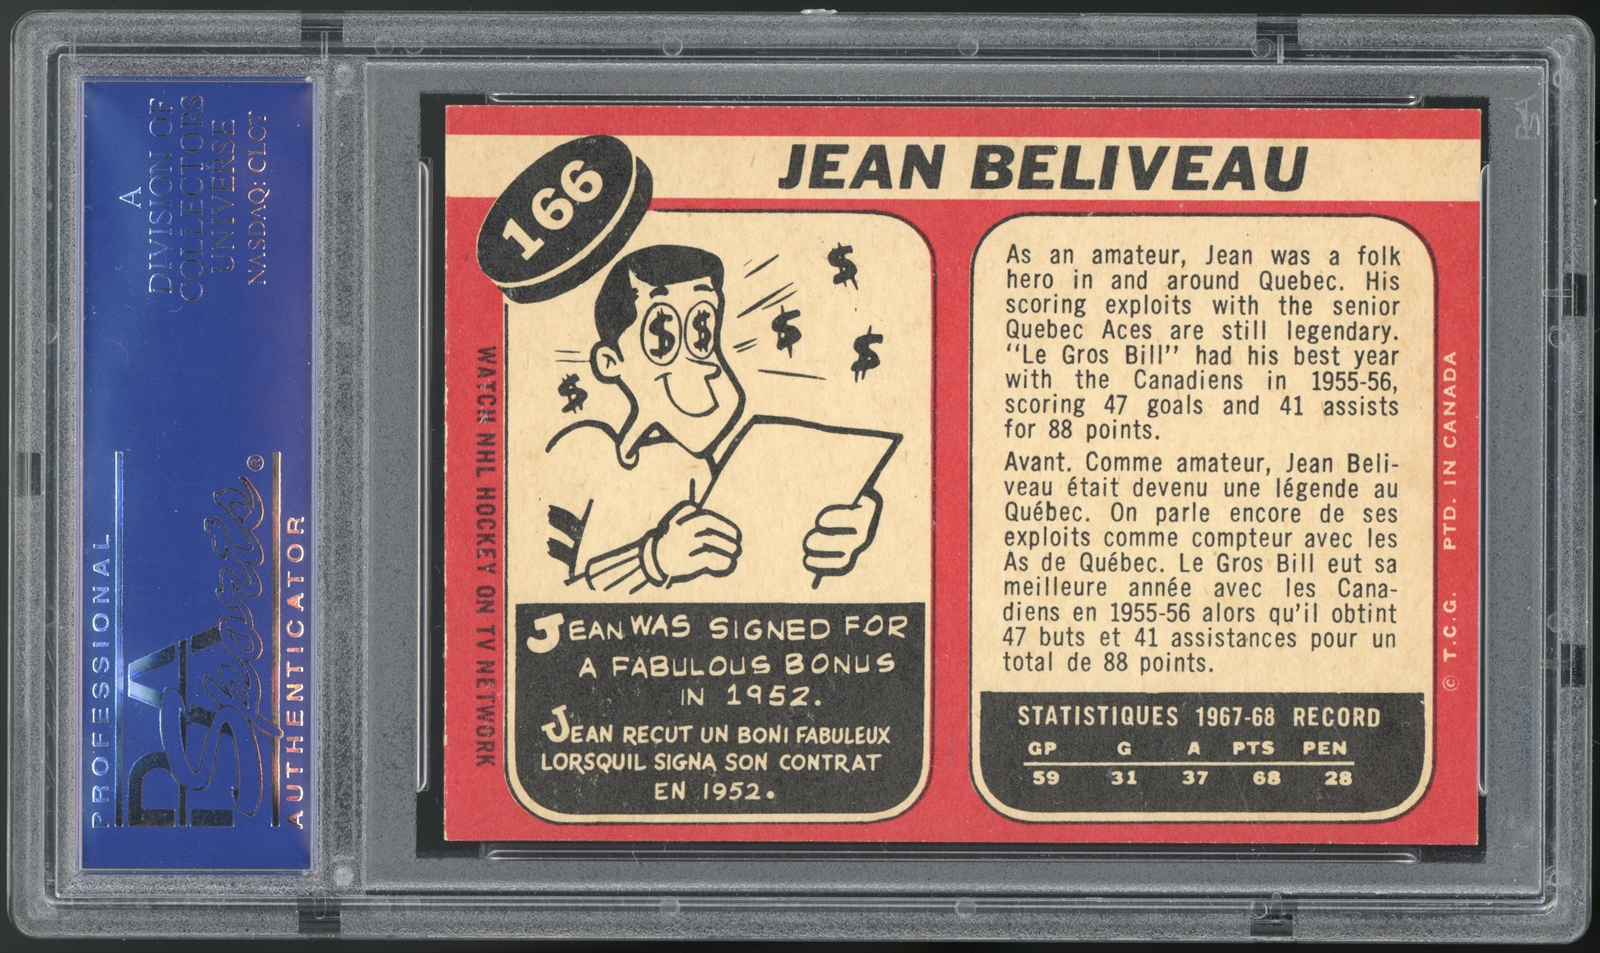 A
DIVISION OF
COLLECTORS
UNIVERSE
NASDAQ: CLCT
PROFESSIONAL
PSA
Sports®
AUTHENTICATOR
166
JEAN BELIVEAU
WATCH NHL HOCKEY ON TV NETWORK
$ $
$
$
$
$
JEAN WAS SIGNED FOR
A FABULOUS BONUS
IN 1952.
JEAN RECUT UN BONI FABULEUX
LORSQUIL SIGNA SON CONTRAT
EN 1952.
As an amateur, Jean was a folk
hero in and around Quebec. His
scoring exploits with the senior
Quebec Aces are still legendary.
"Le Gros Bill" had his best year
with the Canadiens in 1955-56,
scoring 47 goals and 41 assists
for 88 points.
Avant. Comme amateur, Jean Beli-
veau était devenu une légende au
Québec. On parle encore de ses
exploits comme compteur avec les
As de Québec. Le Gros Bill eut sa
meilleure année avec les Cana-
diens en 1955-56 alors qu'il obtint
47 buts et 41 assistances pour un
total de 88 points.
STATISTIQUES 1967-68 RECORD
GP G A PTS PEN
59 31 37 68 28
© T.C.G. PTD. IN CANADA
PSA